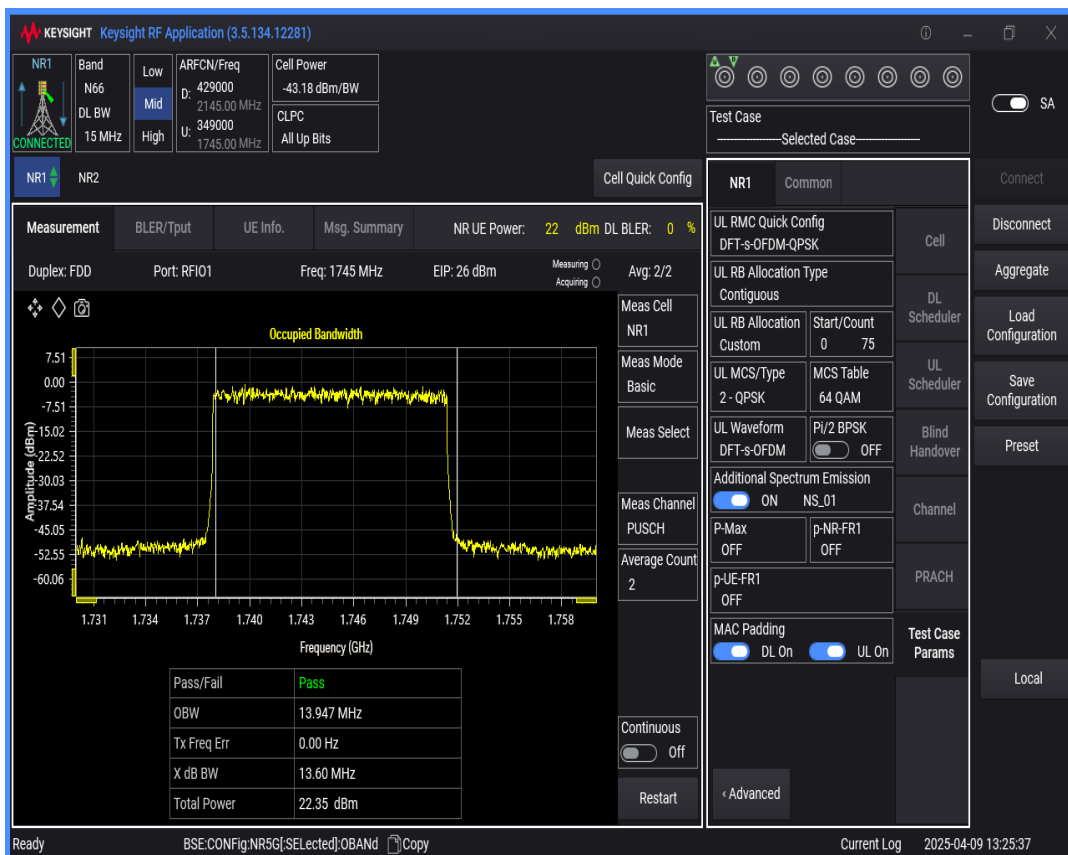 KEYSIGHT Keysight RF Application (3.5.134.12281)
NR1
CONNECTED
Band
N66
DL BW
15 MHz
Low
Mid
High
ARFCN/Freq
D: 429000
2145.00 MHz
U: 349000
1745.00 MHz
Cell Power
-43.18 dBm/BW
CLPC
All Up Bits
Test Case
Selected Case
SA
NR1 NR2
Cell Quick Config
Measurement BLER/Tput UE Info. Msg. Summary NR UE Power: 22 dBm DL BLER: 0 %
Duplex: FDD Port: RFIO1 Freq: 1745 MHz EIP: 26 dBm Measuring Avg: 2/2
Acquiring
Occupied Bandwidth
7.51
0.00
-7.51
-15.02
-22.52
-30.03
-37.54
-45.05
-52.55
-60.06
Amplitude (dBm)
1.731 1.734 1.737 1.740 1.743 1.746 1.749 1.752 1.755 1.758
Frequency (GHz)
Pass/Fail Pass
OBW 13.947 MHz
Tx Freq Err 0.00 Hz
X dB BW 13.60 MHz
Total Power 22.35 dBm
Meas Cell
NR1
Meas Mode
Basic
Meas Select
Meas Channel
PUSCH
Average Count
2
Continuous
Off
Restart
NR1 Common
UL RMC Quick Config
DFT-s-OFDM-QPSK
UL RB Allocation Type
Contiguous
UL RB Allocation Start/Count
Custom 0 75
UL MCS/Type MCS Table
2 - QPSK 64 QAM
UL Waveform Pi/2 BPSK
DFT-s-OFDM OFF
Additional Spectrum Emission
ON NS_01
P-Max p-NR-FR1
OFF OFF
p-UE-FR1
OFF
MAC Padding
DL On UL On
‹ Advanced
Cell
DL
Scheduler
UL
Scheduler
Blind
Handover
Channel
PRACH
Test Case
Params
Connect
Disconnect
Aggregate
Load
Configuration
Save
Configuration
Preset
Local
Ready BSE:CONFig:NR5G[:SELected]:OBANd Copy Current Log 2025-04-09 13:25:37